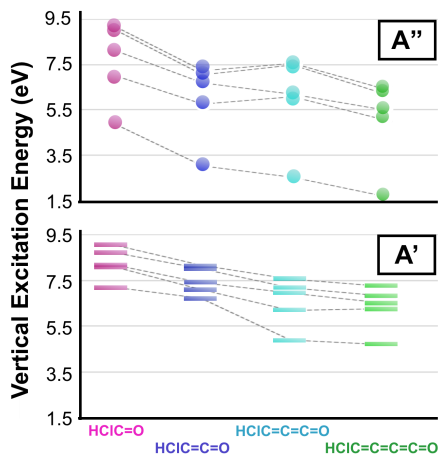 Vertical Excitation Energy (eV)
9.5
7.5
5.5
3.5
1.5
A”
9.5
7.5
5.5
3.5
1.5
A’
HClC=O
HClC=C=O
HClC=C=C=O
HClC=C=C=C=O